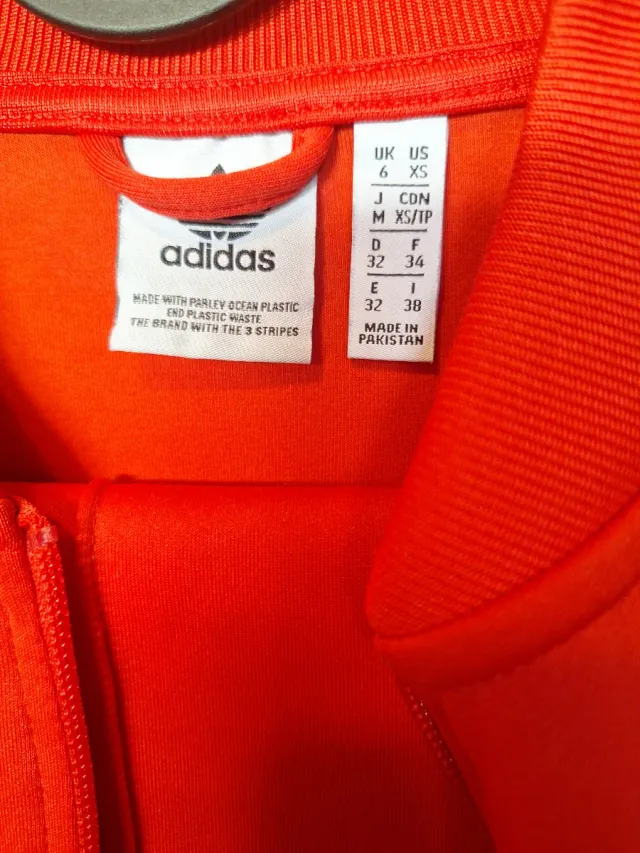 adidas
MADE WITH PARLEY OCEAN PLASTIC
END PLASTIC WASTE
THE BRAND WITH THE 3 STRIPES
UK US
6 XS
J CDN
M XS/TP
D F
32 34
E I
32 38
MADE IN
PAKISTAN